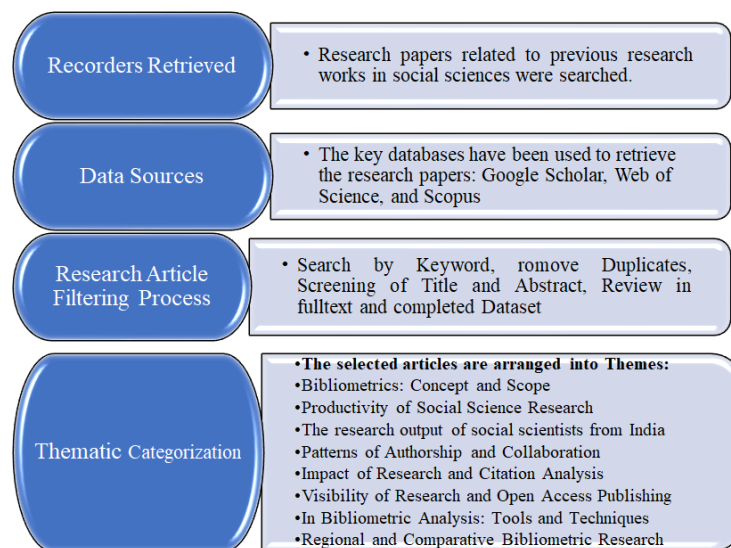 Recorders Retrieved
• Research papers related to previous research
works in social sciences were searched.
Data Sources
• The key databases have been used to retrieve
the research papers: Google Scholar, Web of
Science, and Scopus
Research Article
Filtering Process
• Search by Keyword, romove Duplicates,
Screening of Title and Abstract, Review in
fulltext and completed Dataset
Thematic Categorization
•The selected articles are arranged into Themes:
•Bibliometrics: Concept and Scope
•Productivity of Social Science Research
•The research output of social scientists from India
•Patterns of Authorship and Collaboration
•Impact of Research and Citation Analysis
•Visibility of Research and Open Access Publishing
•In Bibliometric Analysis: Tools and Techniques
•Regional and Comparative Bibliometric Research